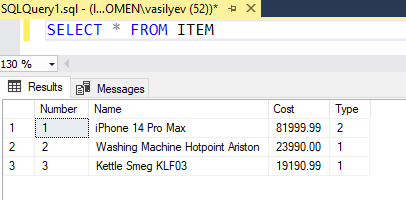 SQLQuery1.sql - (l...OMEN\vasilyev (52))*
SELECT * FROM ITEM
130 %
Results Messages
Number Name Cost Type
1 1 iPhone 14 Pro Max 81999.99 2
2 2 Washing Machine Hotpoint Ariston 23990.00 1
3 3 Kettle Smeg KLF03 19190.99 1